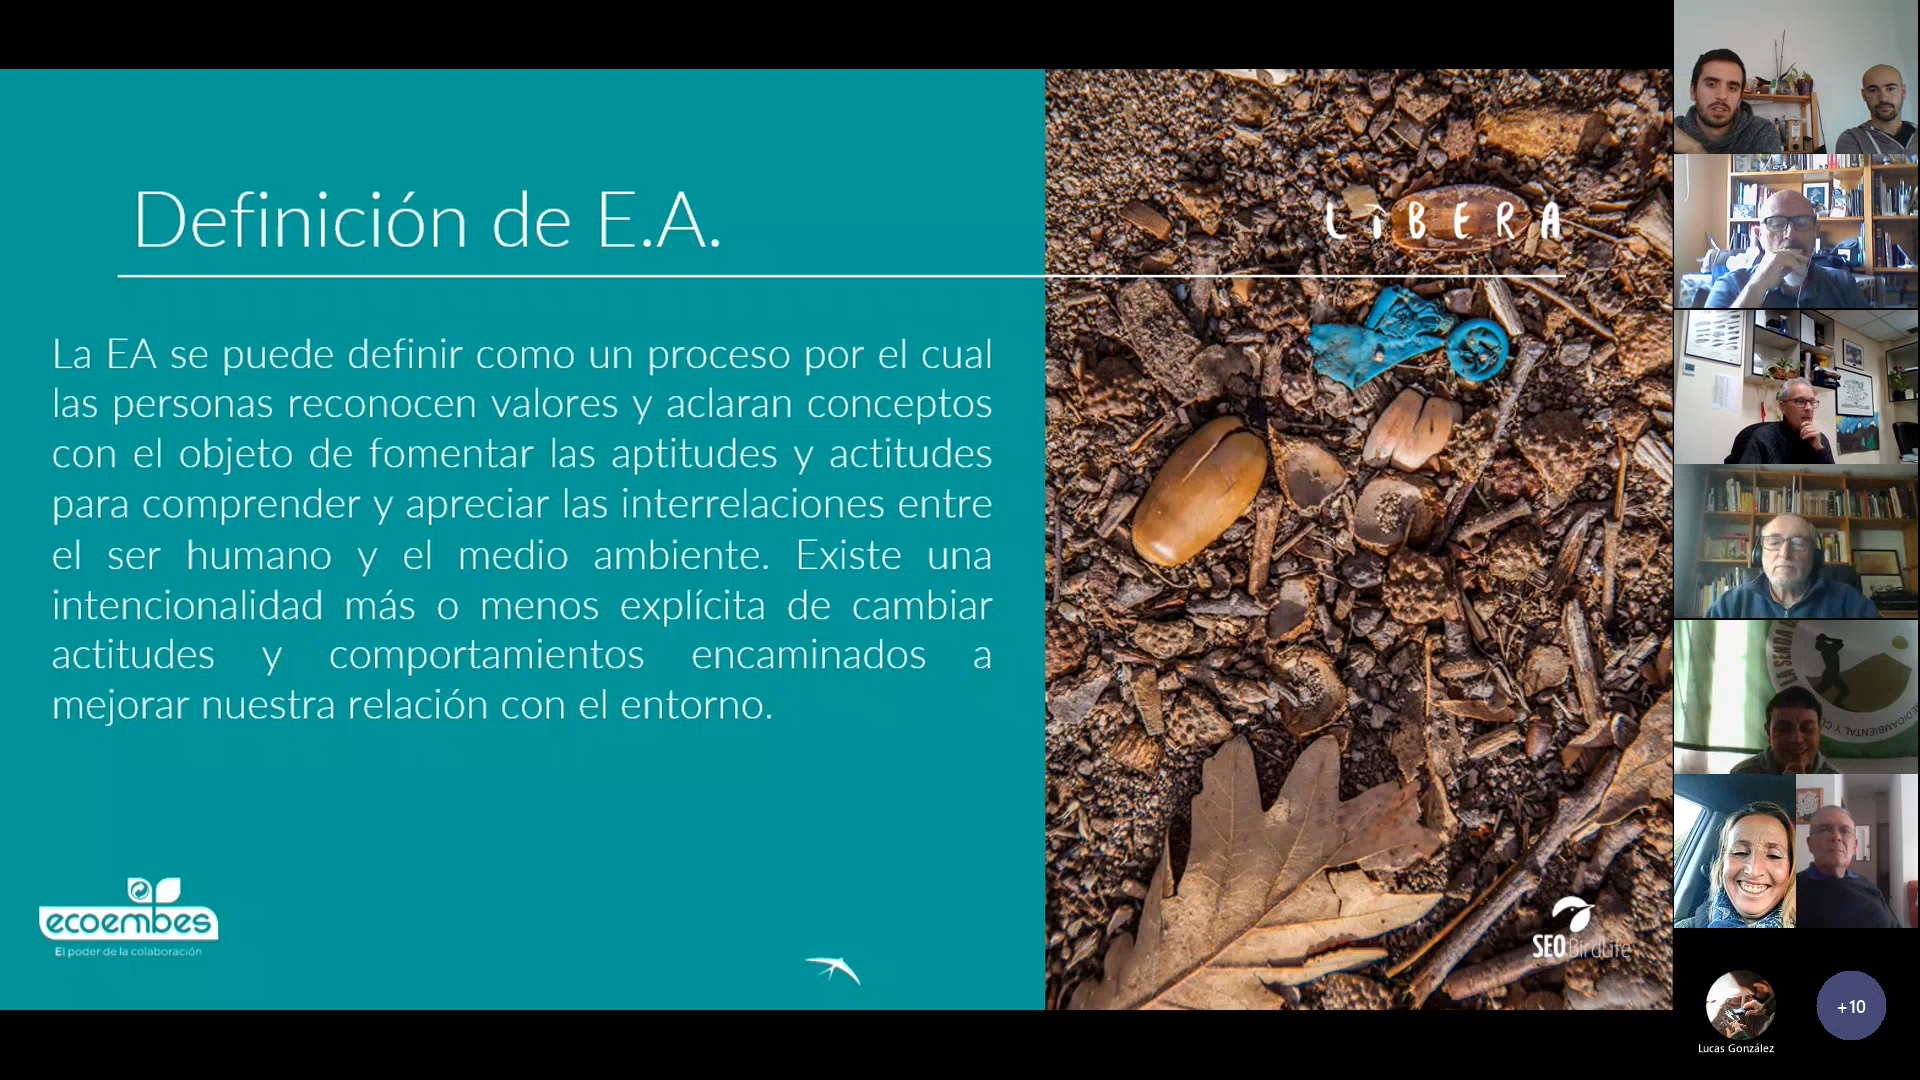 Definición de E.A.
LIBERA
La EA se puede definir como un proceso por el cual
las personas reconocen valores y aclaran conceptos
con el objeto de fomentar las aptitudes y actitudes
para comprender y apreciar las interrelaciones entre
el ser humano y el medio ambiente. Existe una
intencionalidad más o menos explícita de cambiar
actitudes y comportamientos encaminados a
mejorar nuestra relación con el entorno.
ecoembes
El poder de la colaboración
SEO BirdLife
LA SENDA
MEDIOAMBIENTAL Y
Lucas González
+10